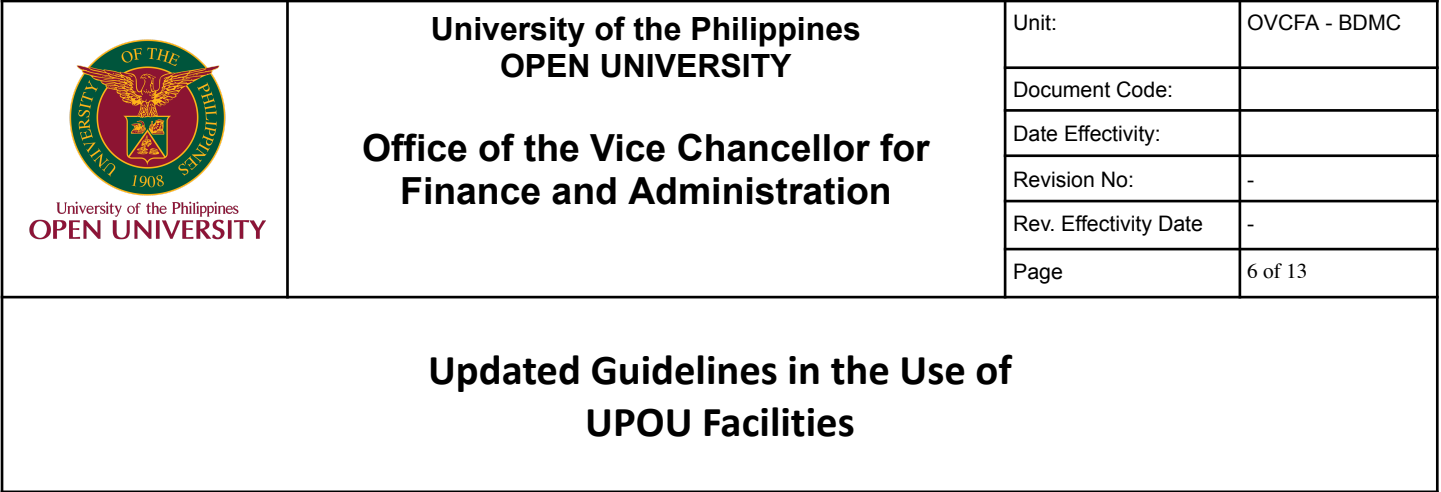 OF THE
UNIVERSITY
PHILIPPINES
1908
University of the Philippines
OPEN UNIVERSITY
University of the Philippines
OPEN UNIVERSITY
Office of the Vice Chancellor for
Finance and Administration
Unit: OVCFA - BDMC
Document Code:
Date Effectivity:
Revision No: -
Rev. Effectivity Date -
Page 6 of 13
Updated Guidelines in the Use of
UPOU Facilities